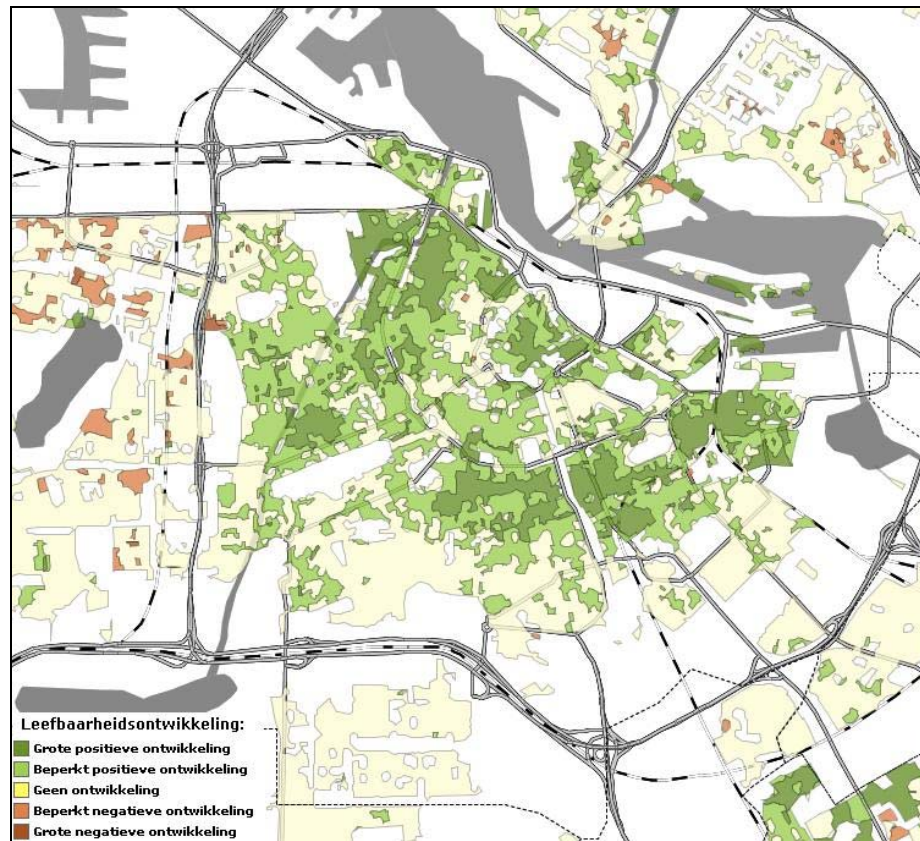 Leefbaarheidsontwikkeling:
Grote positieve ontwikkeling
Beperkt positieve ontwikkeling
Geen ontwikkeling
Beperkt negatieve ontwikkeling
Grote negatieve ontwikkeling